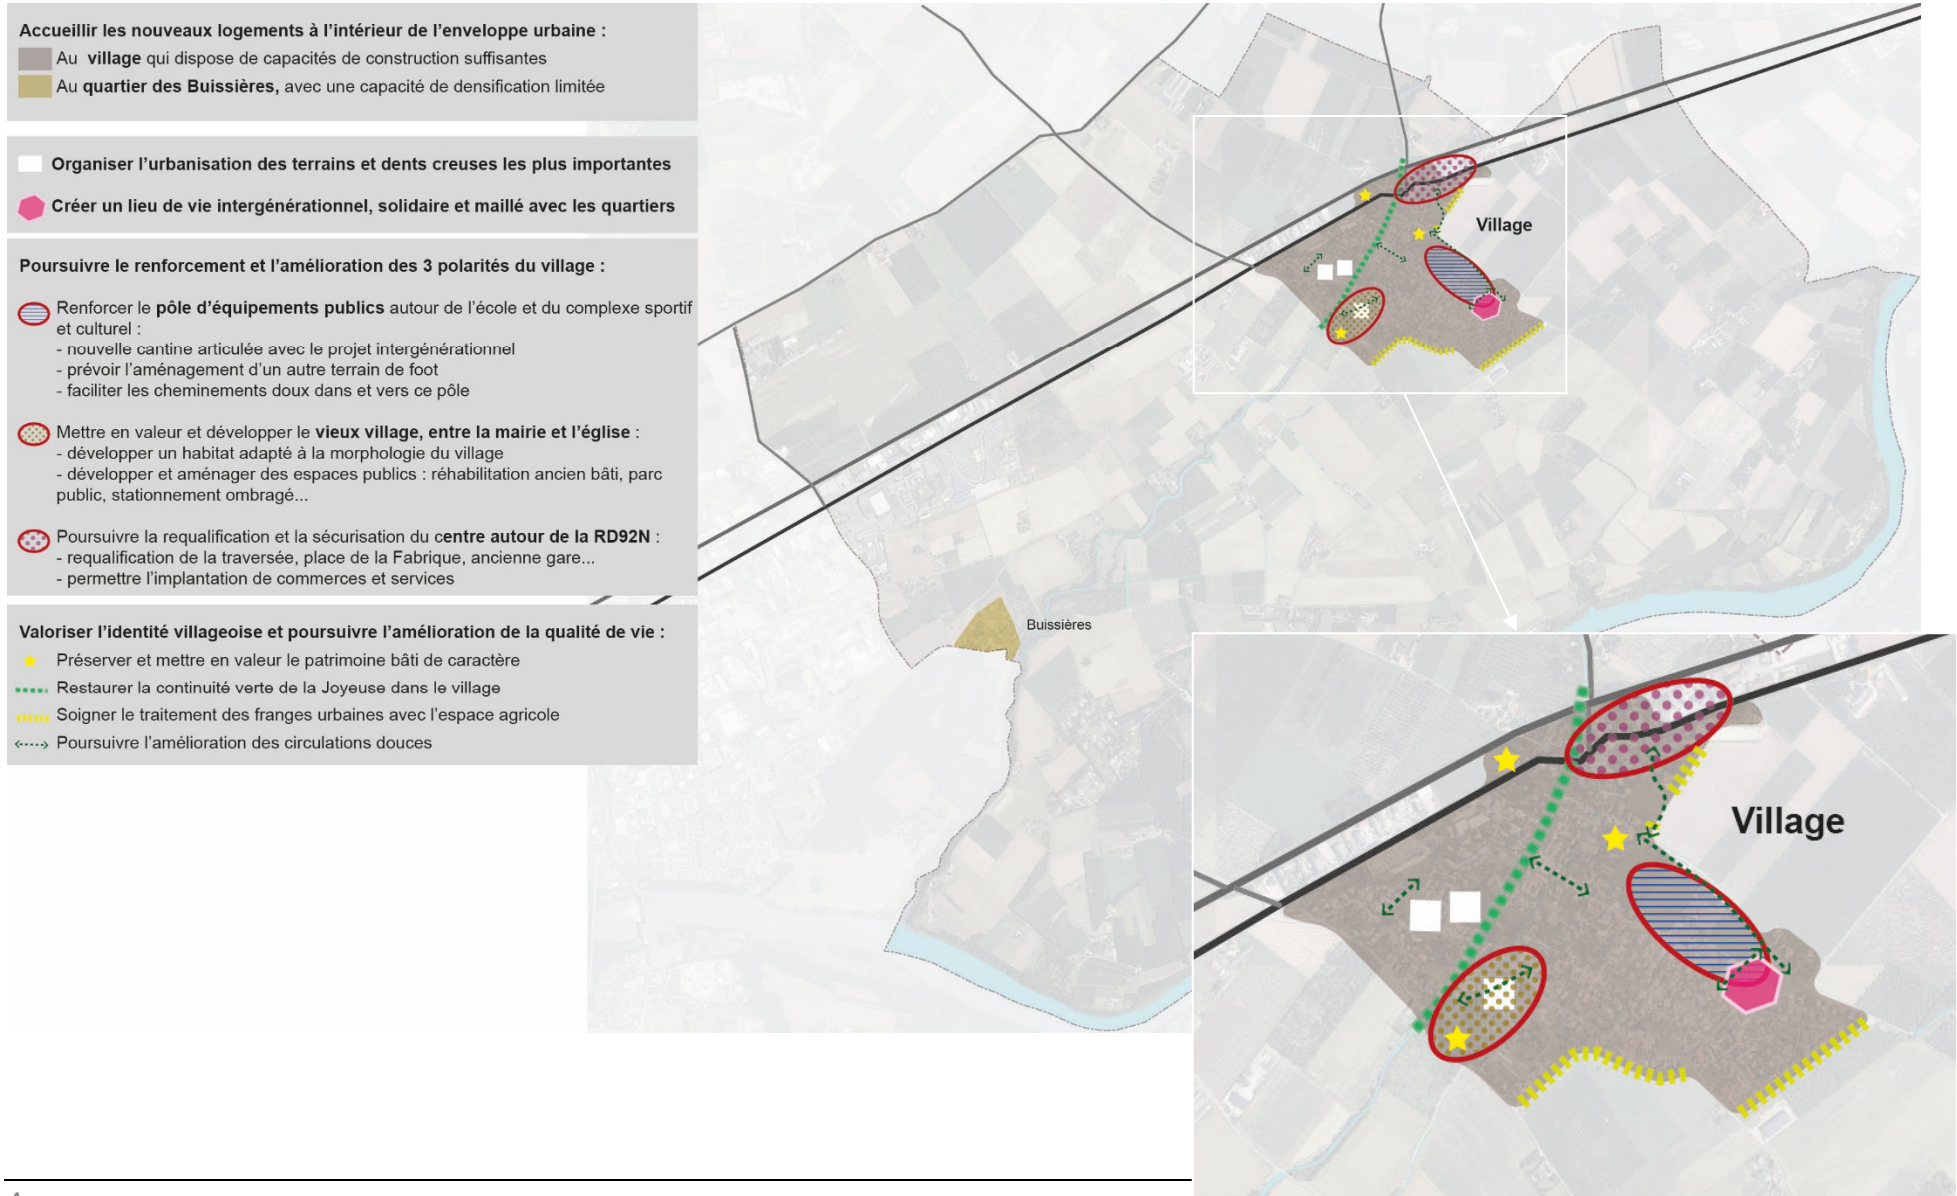 Accueillir les nouveaux logements à l'intérieur de l'enveloppe urbaine :
Au village qui dispose de capacités de construction suffisantes
Au quartier des Buissières, avec une capacité de densification limitée
Organiser l'urbanisation des terrains et dents creuses les plus importantes
Créer un lieu de vie intergénérationnel, solidaire et maillé avec les quartiers
Poursuivre le renforcement et l'amélioration des 3 polarités du village :
Renforcer le pôle d'équipements publics autour de l'école et du complexe sportif
et culturel :
- nouvelle cantine articulée avec le projet intergénérationnel
- prévoir l'aménagement d'un autre terrain de foot
- faciliter les cheminements doux dans et vers ce pôle
Mettre en valeur et développer le vieux village, entre la mairie et l'église :
- développer un habitat adapté à la morphologie du village
- développer et aménager des espaces publics : réhabilitation ancien bâti, parc
public, stationnement ombragé...
Poursuivre la requalification et la sécurisation du centre autour de la RD92N :
- requalification de la traversée, place de la Fabrique, ancienne gare...
- permettre l'implantation de commerces et services
Valoriser l'identité villageoise et poursuivre l'amélioration de la qualité de vie :
Préserver et mettre en valeur le patrimoine bâti de caractère
Restaurer la continuité verte de la Joyeuse dans le village
Soigner le traitement des franges urbaines avec l'espace agricole
Poursuivre l'amélioration des circulations douces
Village
Buissières
Village